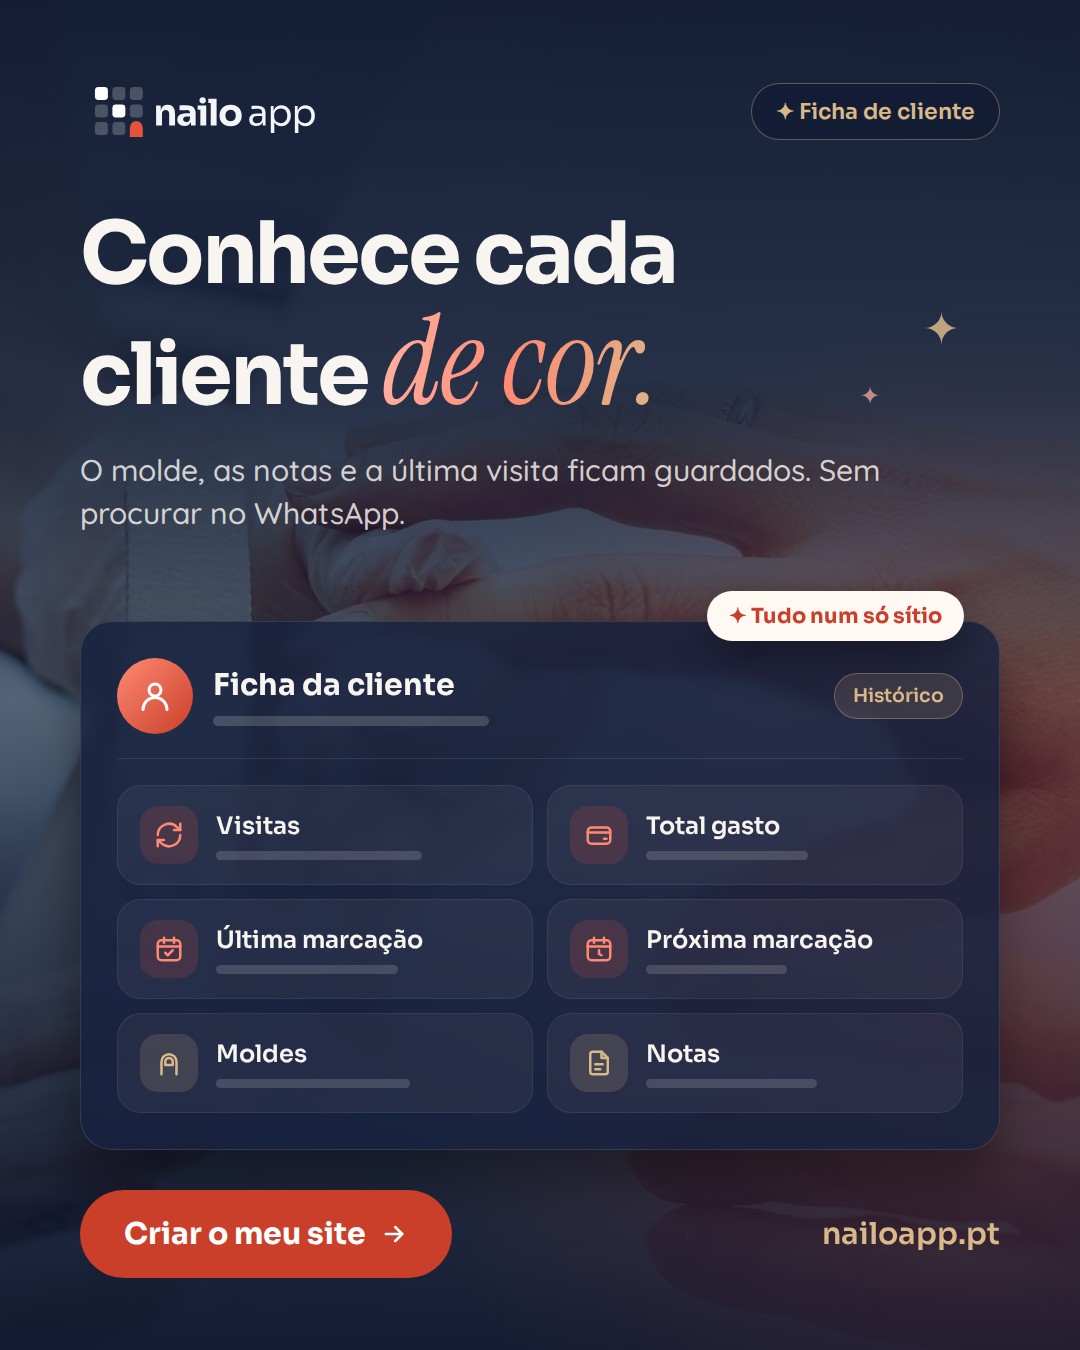 nailo app
✦ Ficha de cliente
Conhece cada
cliente de cor.
O molde, as notas e a última visita ficam guardados. Sem
procurar no WhatsApp.
✦ Tudo num só sítio
Ficha da cliente
Histórico
Visitas
Total gasto
Última marcação
Próxima marcação
Moldes
Notas
Criar o meu site →
nailoapp.pt